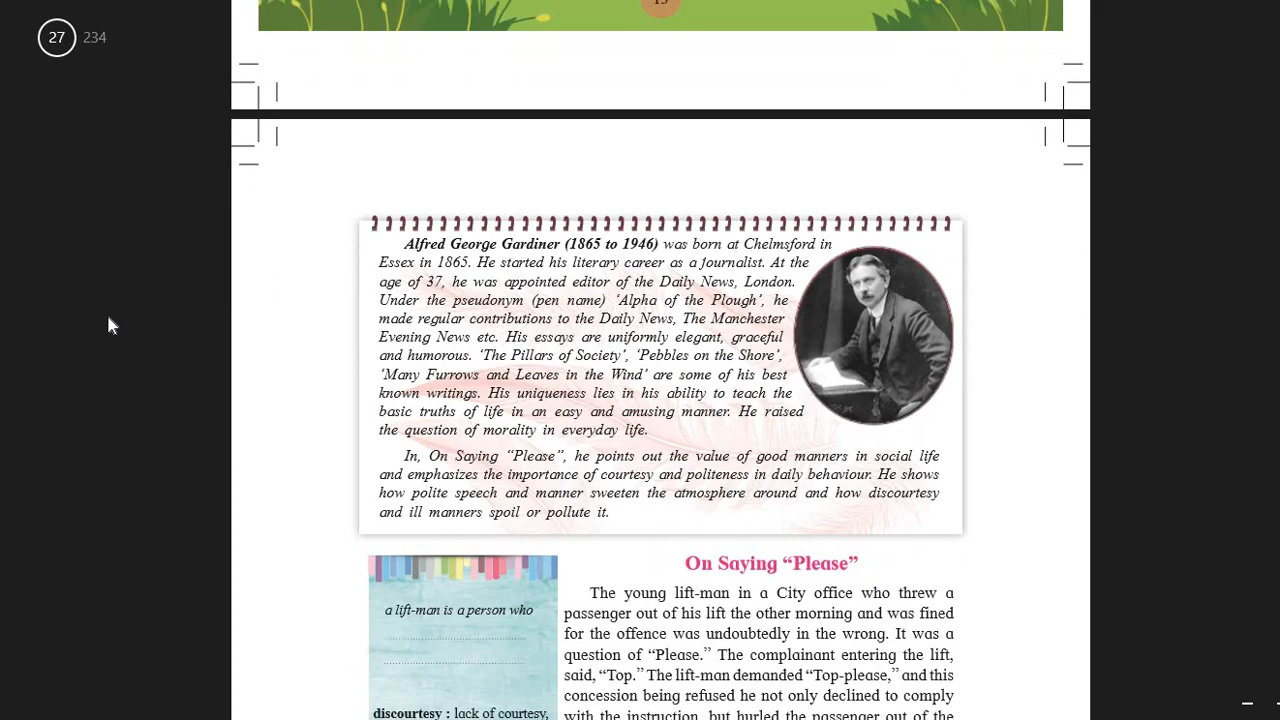 27 234
Alfred George Gardiner (1865 to 1946) was born at Chelmsford in
Essex in 1865. He started his literary career as a journalist. At the
age of 37, he was appointed editor of the Daily News, London.
Under the pseudonym (pen name) ‘Alpha of the Plough’, he
made regular contributions to the Daily News, The Manchester
Evening News etc. His essays are uniformly elegant, graceful
and humorous. ‘The Pillars of Society’, ‘Pebbles on the Shore’,
‘Many Furrows and Leaves in the Wind’ are some of his best
known writings. His uniqueness lies in his ability to teach the
basic truths of life in an easy and amusing manner. He raised
the question of morality in everyday life.
In, On Saying “Please”, he points out the value of good manners in social life
and emphasizes the importance of courtesy and politeness in daily behaviour. He shows
how polite speech and manner sweeten the atmosphere around and how discourtesy
and ill manners spoil or pollute it.
a lift-man is a person who
discourtesy : lack of courtesy,
On Saying “Please”
The young lift-man in a City office who threw a
passenger out of his lift the other morning and was fined
for the offence was undoubtedly in the wrong. It was a
question of “Please.” The complainant entering the lift,
said, “Top.” The lift-man demanded “Top-please,” and this
concession being refused he not only declined to comply
with the instruction, but hurled the passenger out of the